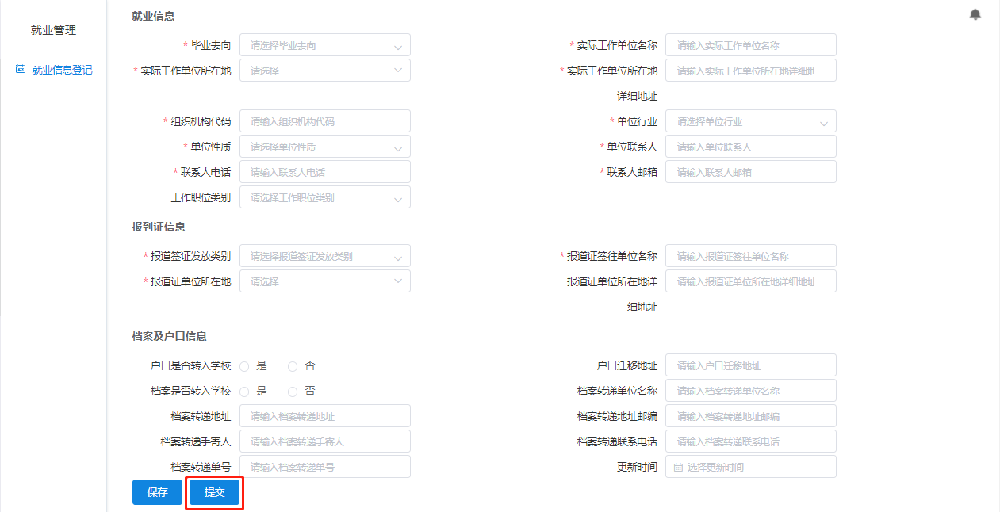 就业管理
就业信息登记
就业信息
* 毕业去向 请选择毕业去向 * 实际工作单位名称 请输入实际工作单位名称
* 实际工作单位所在地 请选择 * 实际工作单位所在地 请输入实际工作单位所在地详细地
详细地址
* 组织机构代码 请输入组织机构代码 * 单位行业 请选择单位行业
* 单位性质 请选择单位性质 * 单位联系人 请输入单位联系人
* 联系人电话 请输入联系人电话 * 联系人邮箱 请输入联系人邮箱
工作职位类别 请选择工作职位类别
报到证信息
* 报道签证发放类别 请选择报道签证发放类别 * 报道证签往单位名称 请输入报道证签往单位名称
* 报道证单位所在地 请选择 报道证单位所在地详 请输入报道证单位所在地详细地址
细地址
档案及户口信息
户口是否转入学校 是 否 户口迁移地址 请输入户口迁移地址
档案是否转入学校 是 否 档案转递单位名称 请输入档案转递单位名称
档案转递地址 请输入档案转递地址 档案转递地址邮编 请输入档案转递地址邮编
档案转递手寄人 请输入档案转递手寄人 档案转递联系电话 请输入档案转递联系电话
档案转递单号 请输入档案转递单号 更新时间 选择更新时间
保存 提交